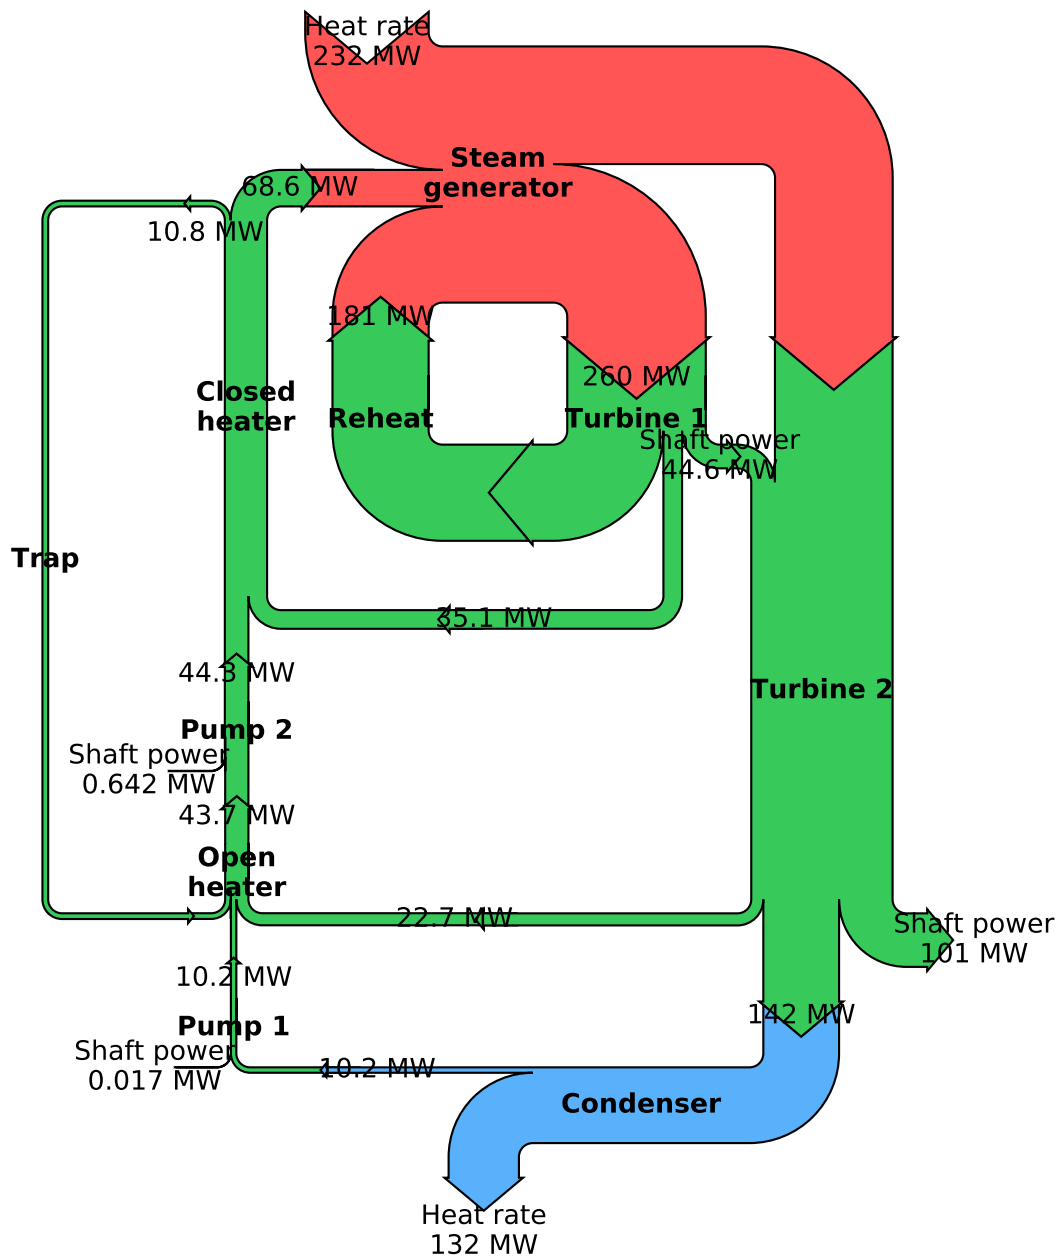 Heat rate
232 MW
Steam
generator
68.6 MW
10.8 MW
181 MW
260 MW
Closed
heater
Reheat
Turbine 1
Shaft power
44.6 MW
Trap
35.1 MW
44.3 MW
Turbine 2
Pump 2
Shaft power
0.642 MW
43.7 MW
Open
heater
22.7 MW
Shaft power
101 MW
10.2 MW
142 MW
Pump 1
Shaft power
0.017 MW
10.2 MW
Condenser
Heat rate
132 MW